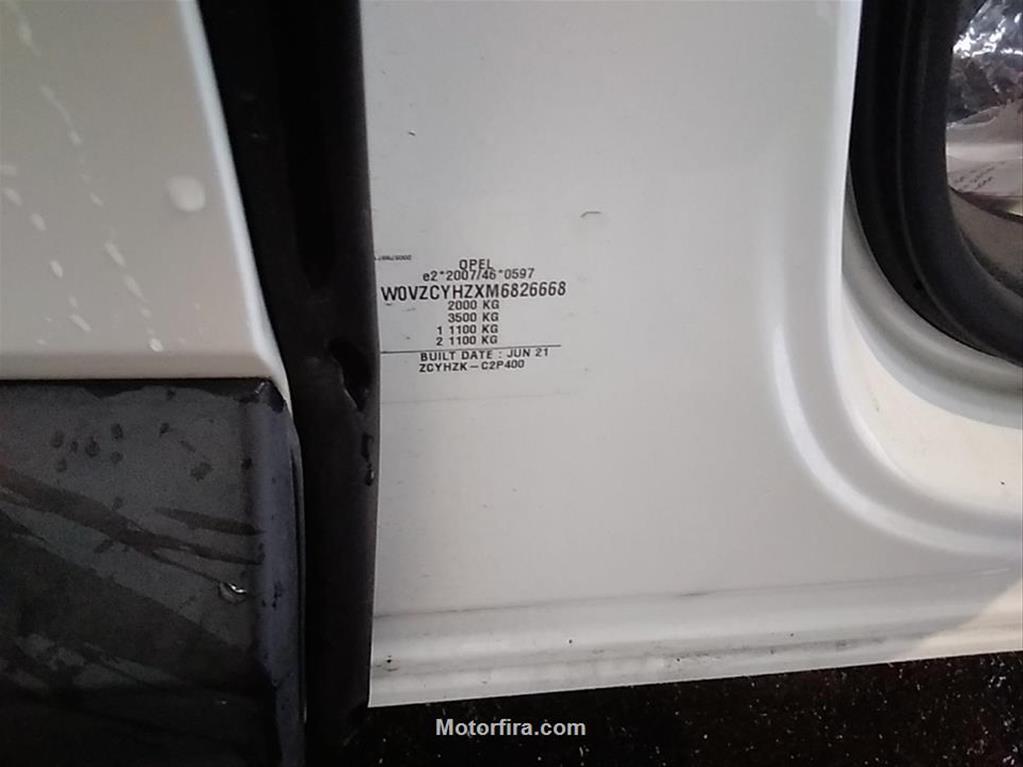 OPEL
e2*2007/46*0597
W0VZCYHZXM6826668
2000 KG
3500 KG
1 1100 KG
2 1100 KG
BUILT DATE : JUN 21
ZCYHZK-C2P400
Motorfira.com